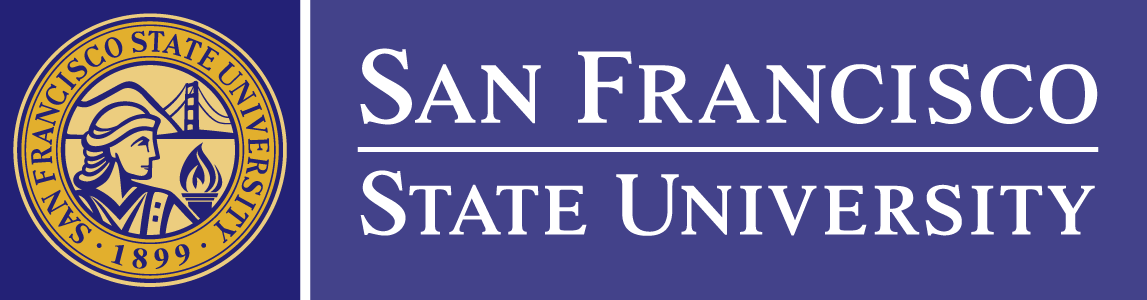 SAN FRANCISCO STATE UNIVERSITY
· 1899 ·
SAN FRANCISCO
STATE UNIVERSITY